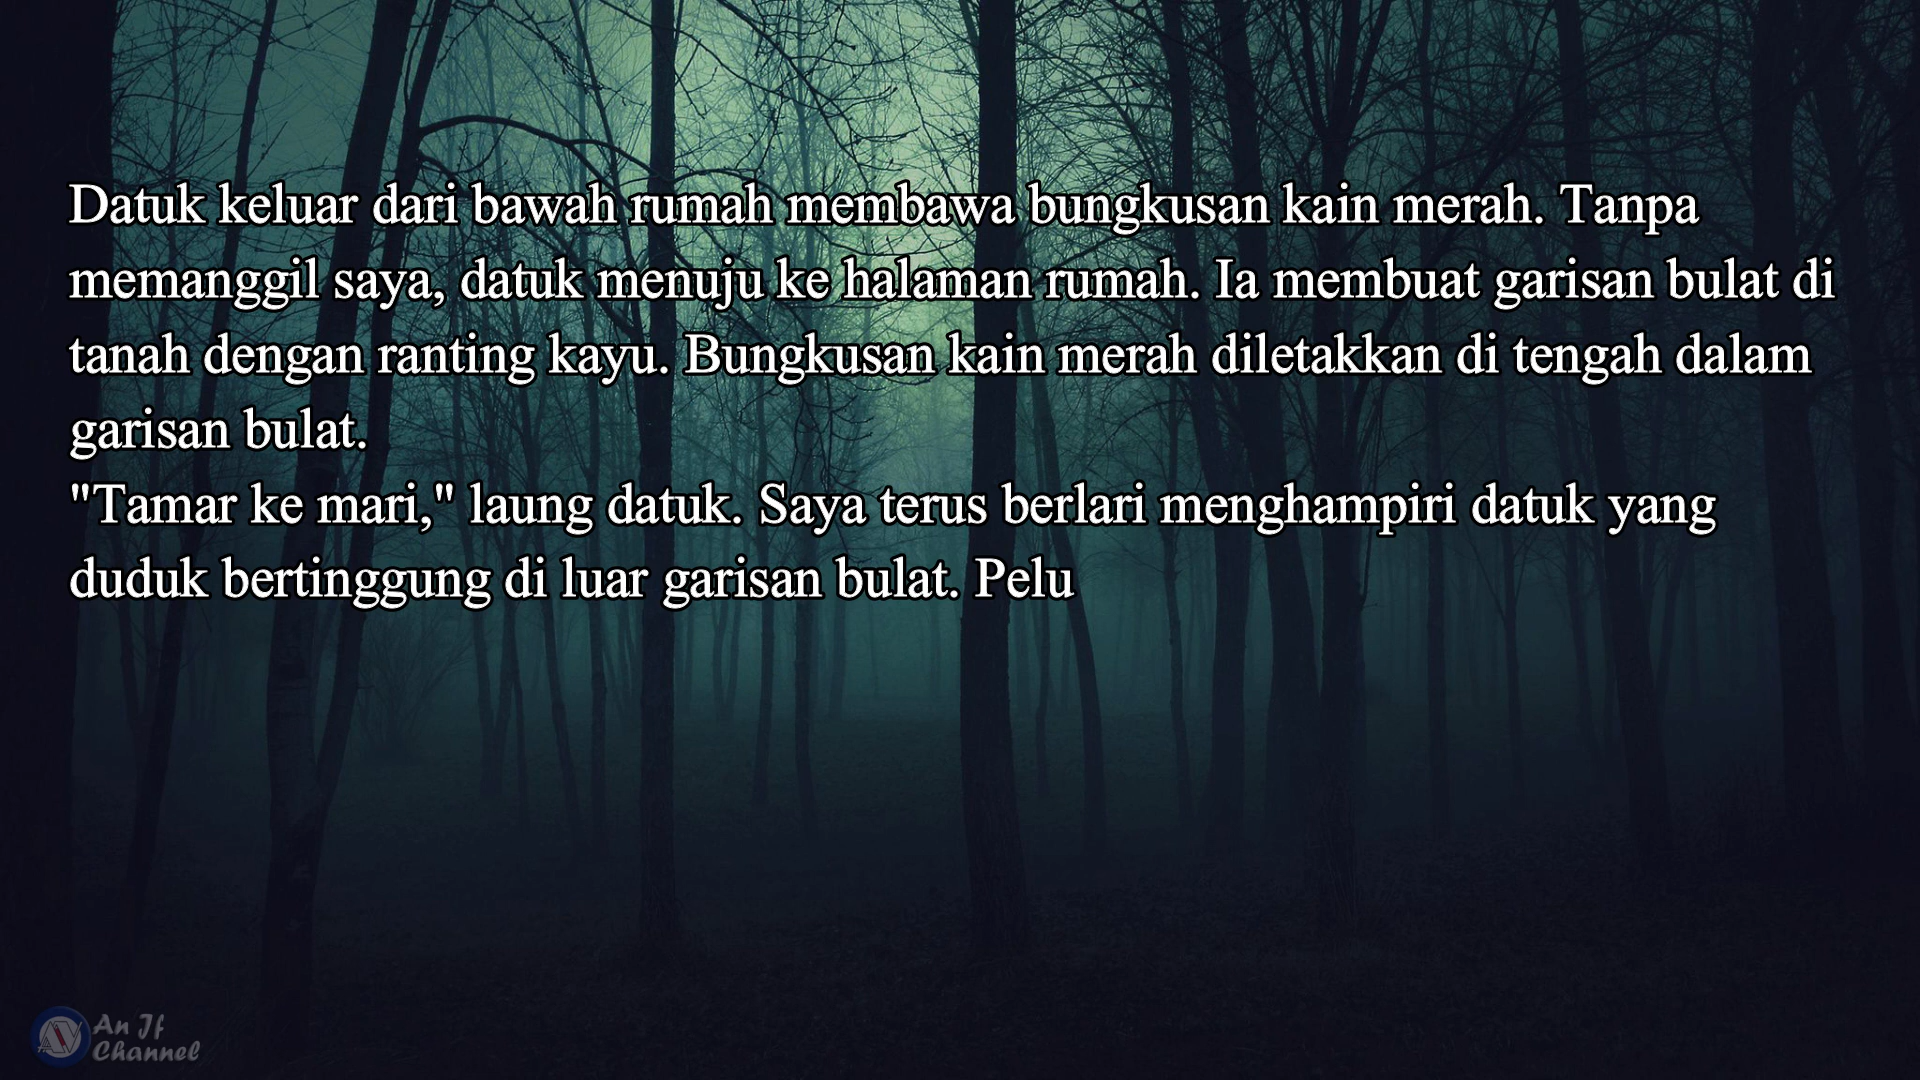 Datuk keluar dari bawah rumah membawa bungkusan kain merah. Tanpa
memanggil saya, datuk menuju ke halaman rumah. Ia membuat garisan bulat di
tanah dengan ranting kayu. Bungkusan kain merah diletakkan di tengah dalam
garisan bulat.
"Tamar ke mari," laung datuk. Saya terus berlari menghampiri datuk yang
duduk bertinggung di luar garisan bulat. Pelu
An If
Channel